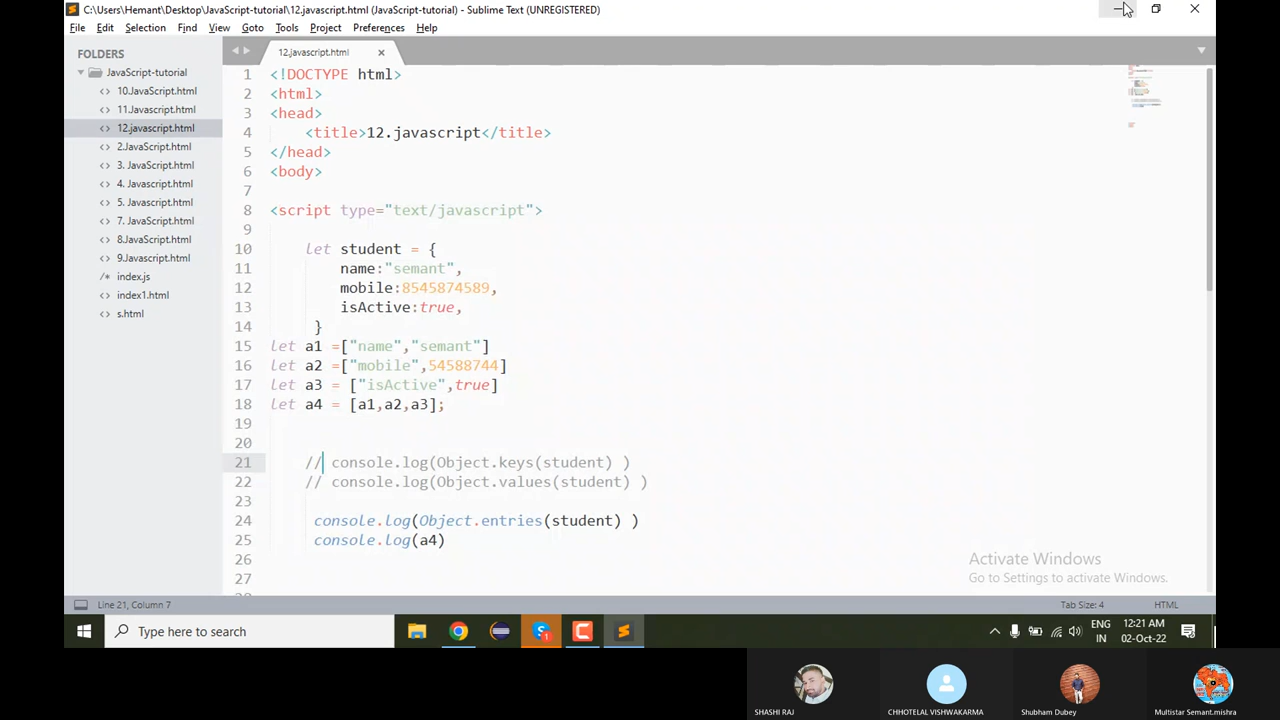 C:\Users\Hemant\Desktop\JavaScript-tutorial\12.javascript.html (JavaScript-tutorial) - Sublime Text (UNREGISTERED)
File Edit Selection Find View Goto Tools Project Preferences Help
FOLDERS
JavaScript-tutorial
10.JavaScript.html
11.Javascript.html
12.javascript.html
2.JavaScript.html
3. JavaScript.html
4. Javascript.html
5. Javascript.html
7. JavaScript.html
8.JavaScript.html
9.Javascript.html
index.js
index1.html
s.html
12.javascript.html
1 <!DOCTYPE html>
2 <html>
3 <head>
4 <title>12.javascript</title>
5 </head>
6 <body>
7
8 <script type="text/javascript">
9
10 let student = {
11 name:"semant",
12 mobile:8545874589,
13 isActive:true,
14 }
15 let a1 =["name","semant"]
16 let a2 =["mobile",54588744]
17 let a3 = ["isActive",true]
18 let a4 = [a1,a2,a3];
19
20
21 // console.log(Object.keys(student) )
22 // console.log(Object.values(student) )
23
24 console.log(Object.entries(student) )
25 console.log(a4)
26
27
Activate Windows
Go to Settings to activate Windows.
Line 21, Column 7
Tab Size: 4
HTML
Type here to search
ENG
IN
12:21 AM
02-Oct-22
SHASHI RAJ
CHHOTELAL VISHWAKARMA
Shubham Dubey
Multistar Semant.mishra